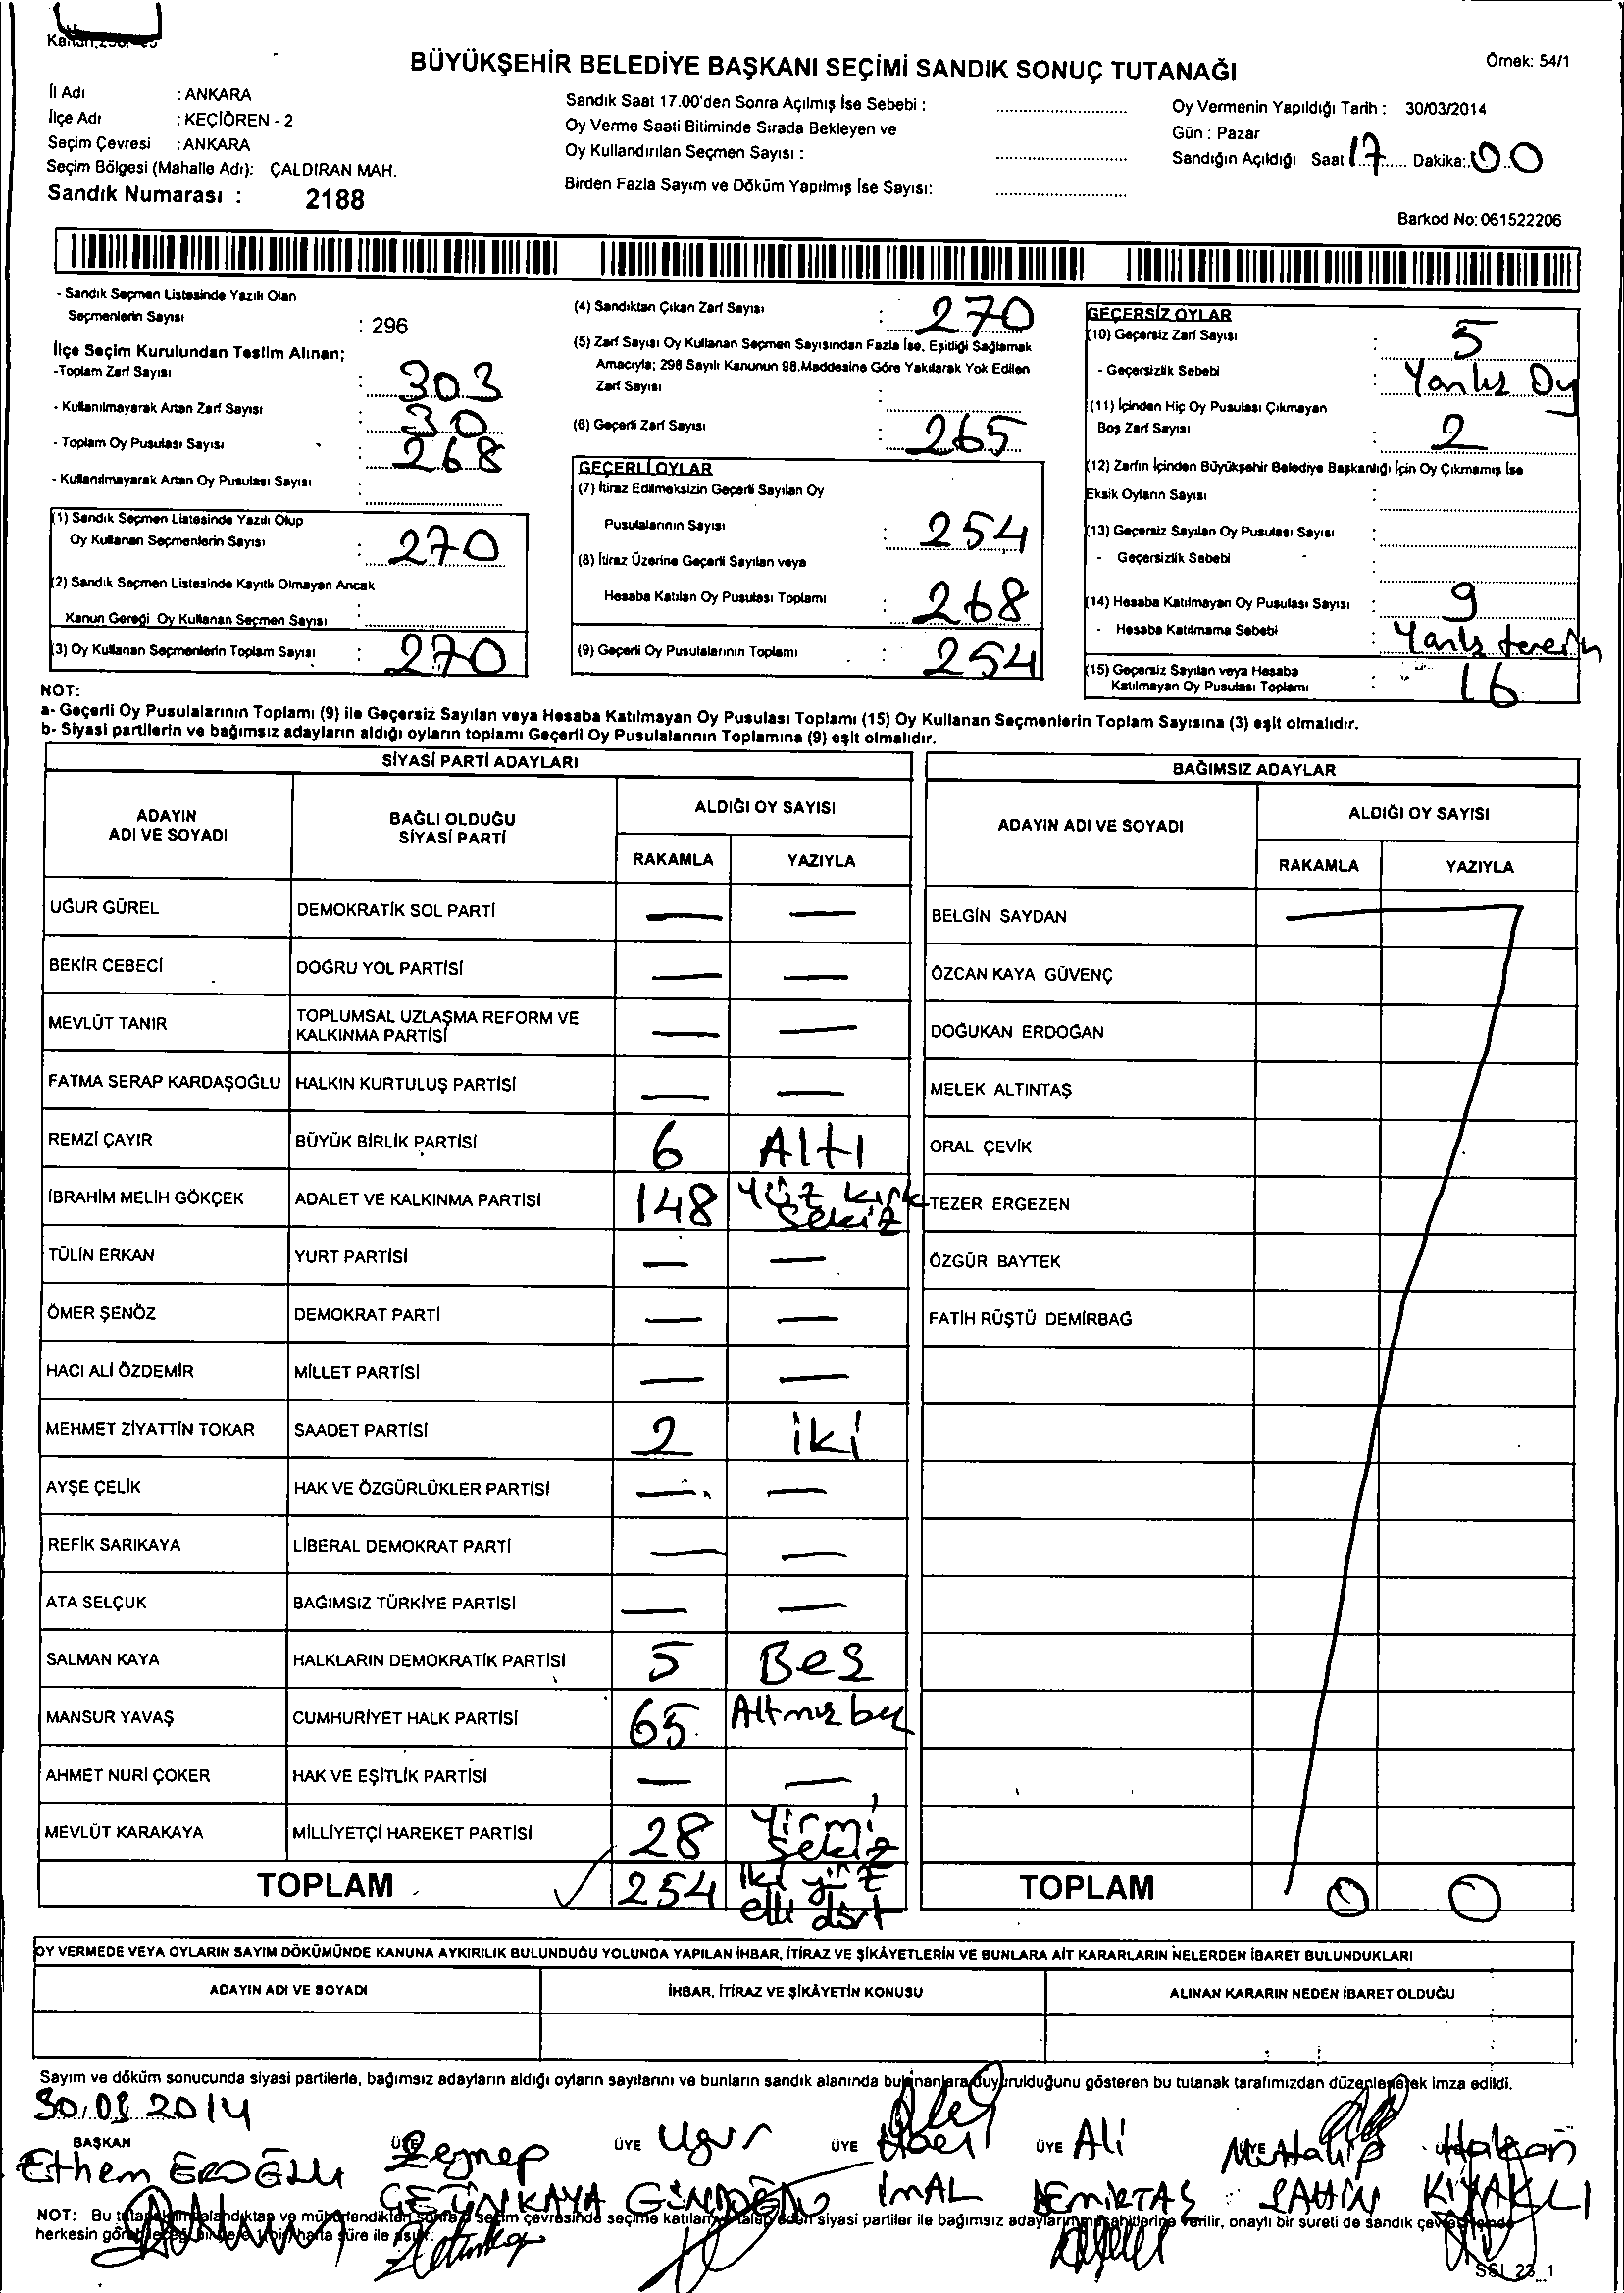 BÜYÜKŞEHİR BELEDİYE BAŞKANI SEÇİMİ SANDIK SONUÇ TUTANAĞI
Örnek: 54/1
İl Adı : ANKARA
İlçe Adı : KEÇİÖREN - 2
Seçim Çevresi : ANKARA
Seçim Bölgesi (Mahalle Adı): ÇALDIRAN MAH.
Sandık Numarası : 2188
Sandık Saat 17.00'den Sonra Açılmış İse Sebebi :
Oy Verme Saati Bitiminde Sırada Bekleyen ve
Oy Kullandırılan Seçmen Sayısı :
Birden Fazla Sayım ve Döküm Yapılmış İse Sayısı:
Oy Vermenin Yapıldığı Tarih : 30/03/2014
Gün : Pazar
Sandığın Açıldığı Saat 17 Dakika: 00
Barkod No: 061522206
- Sandık Seçmen Listesinde Yazılı Olan
Seçmenlerin Sayısı : 296
İlçe Seçim Kurulundan Teslim Alınan;
-Toplam Zarf Sayısı : 303
- Kullanılmayarak Artan Zarf Sayısı : 30
- Toplam Oy Pusulası Sayısı : 268
- Kullanılmayarak Artan Oy Pusulası Sayısı :
(1) Sandık Seçmen Listesinde Yazılı Olup
Oy Kullanan Seçmenlerin Sayısı : 270
(2) Sandık Seçmen Listesinde Kayıtlı Olmayan Ancak
Kanun Gereği Oy Kullanan Seçmen Sayısı :
(3) Oy Kullanan Seçmenlerin Toplam Sayısı : 270
(4) Sandıktan Çıkan Zarf Sayısı : 270
(5) Zarf Sayısı Oy Kullanan Seçmen Sayısından Fazla İse, Eşitliği Sağlamak
Amacıyla; 298 Sayılı Kanunun 98.Maddesine Göre Yakılarak Yok Edilen
Zarf Sayısı :
(6) Geçerli Zarf Sayısı : 265
GEÇERLİ OYLAR
(7) İtiraz Edilmeksizin Geçerli Sayılan Oy
Pusulalarının Sayısı : 254
(8) İtiraz Üzerine Geçerli Sayılan veya
Hesaba Katılan Oy Pusulası Toplamı : 268
(9) Geçerli Oy Pusulalarının Toplamı : 254
GEÇERSİZ OYLAR
(10) Geçersiz Zarf Sayısı : 5
- Geçersizlik Sebebi : Yanlış Oy
(11) İçinden Hiç Oy Pusulası Çıkmayan
Boş Zarf Sayısı : 2
(12) Zarfın İçinden Büyükşehir Belediye Başkanlığı İçin Oy Çıkmamış İse
Eksik Oyların Sayısı :
(13) Geçersiz Sayılan Oy Pusulası Sayısı :
- Geçersizlik Sebebi :
(14) Hesaba Katılmayan Oy Pusulası Sayısı : 9
- Hesaba Katılmama Sebebi : Yanlış
(15) Geçersiz Sayılan veya Hesaba
Katılmayan Oy Pusulası Toplamı : 16
NOT:
a- Geçerli Oy Pusulalarının Toplamı (9) ile Geçersiz Sayılan veya Hesaba Katılmayan Oy Pusulası Toplamı (15) Oy Kullanan Seçmenlerin Toplam Sayısına (3) eşit olmalıdır.
b- Siyasi partilerin ve bağımsız adayların aldığı oyların toplamı Geçerli Oy Pusulalarının Toplamına (9) eşit olmalıdır.
SİYASİ PARTİ ADAYLARI
ADAYIN ADI VE SOYADI BAĞLI OLDUĞU SİYASİ PARTİ ALDIĞI OY SAYISI
RAKAMLA YAZIYLA
UĞUR GÜREL DEMOKRATİK SOL PARTİ — —
BEKİR CEBECİ DOĞRU YOL PARTİSİ — —
MEVLÜT TANIR TOPLUMSAL UZLAŞMA REFORM VE KALKINMA PARTİSİ — —
FATMA SERAP KARDAŞOĞLU HALKIN KURTULUŞ PARTİSİ — —
REMZİ ÇAYIR BÜYÜK BİRLİK PARTİSİ 6 Altı
İBRAHİM MELİH GÖKÇEK ADALET VE KALKINMA PARTİSİ 148 Yüz kırk sekiz
TÜLİN ERKAN YURT PARTİSİ — —
ÖMER ŞENÖZ DEMOKRAT PARTİ — —
HACI ALİ ÖZDEMİR MİLLET PARTİSİ — —
MEHMET ZİYATTİN TOKAR SAADET PARTİSİ 2 iki
AYŞE ÇELİK HAK VE ÖZGÜRLÜKLER PARTİSİ — —
REFİK SARIKAYA LİBERAL DEMOKRAT PARTİ — —
ATA SELÇUK BAĞIMSIZ TÜRKİYE PARTİSİ — —
SALMAN KAYA HALKLARIN DEMOKRATİK PARTİSİ 5 Beş
MANSUR YAVAŞ CUMHURİYET HALK PARTİSİ 65 Altmış beş
AHMET NURİ ÇOKER HAK VE EŞİTLİK PARTİSİ — —
MEVLÜT KARAKAYA MİLLİYETÇİ HAREKET PARTİSİ 28 Yirmi sekiz
TOPLAM 254 iki yüz elli dört
BAĞIMSIZ ADAYLAR
ADAYIN ADI VE SOYADI ALDIĞI OY SAYISI
RAKAMLA YAZIYLA
BELGİN SAYDAN
ÖZCAN KAYA GÜVENÇ
DOĞUKAN ERDOĞAN
MELEK ALTINTAŞ
ORAL ÇEVİK
TEZER ERGEZEN
ÖZGÜR BAYTEK
FATİH RÜŞTÜ DEMİRBAĞ
TOPLAM 0 0
OY VERMEDE VEYA OYLARIN SAYIM DÖKÜMÜNDE KANUNA AYKIRILIK BULUNDUĞU YOLUNDA YAPILAN İHBAR, İTİRAZ VE ŞİKÂYETLERİN VE BUNLARA AİT KARARLARIN NELERDEN İBARET BULUNDUKLARI
ADAYIN ADI VE SOYADI İHBAR, İTİRAZ VE ŞİKÂYETİN KONUSU ALINAN KARARIN NEDEN İBARET OLDUĞU
Sayım ve döküm sonucunda siyasi partilerle, bağımsız adayların aldığı oyların sayılarını ve bunların sandık alanında bulunanlara duyurulduğunu gösteren bu tutanak tarafımızdan düzenlenerek imza edildi.
30.03.2014
BAŞKAN ÜYE ÜYE ÜYE ÜYE ÜYE
Ethem EROĞLU Zeynep ÇETİNKAYA Uğur GÜNDOĞDU İMAL Ali DEMİRTAŞ ŞAHİN
NOT: Bu seçim çevresinde seçime katılan siyasi partiler ile bağımsız adayların verilir, onaylı bir sureti de sandık
herkesin süre ile asılır.
SSI_23_1